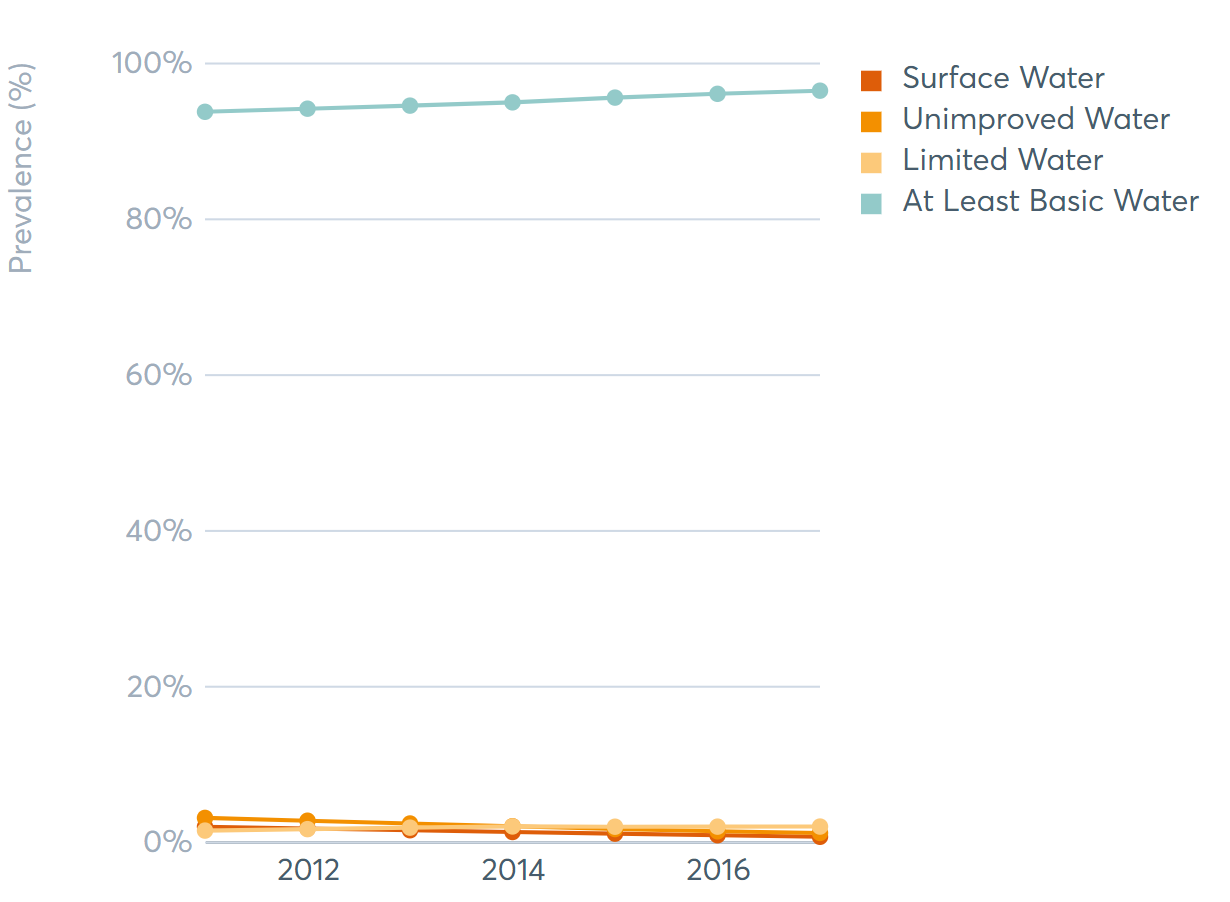 Prevalence (%)
100%
80%
60%
40%
20%
0%
2012
2014
2016
Surface Water
Unimproved Water
Limited Water
At Least Basic Water